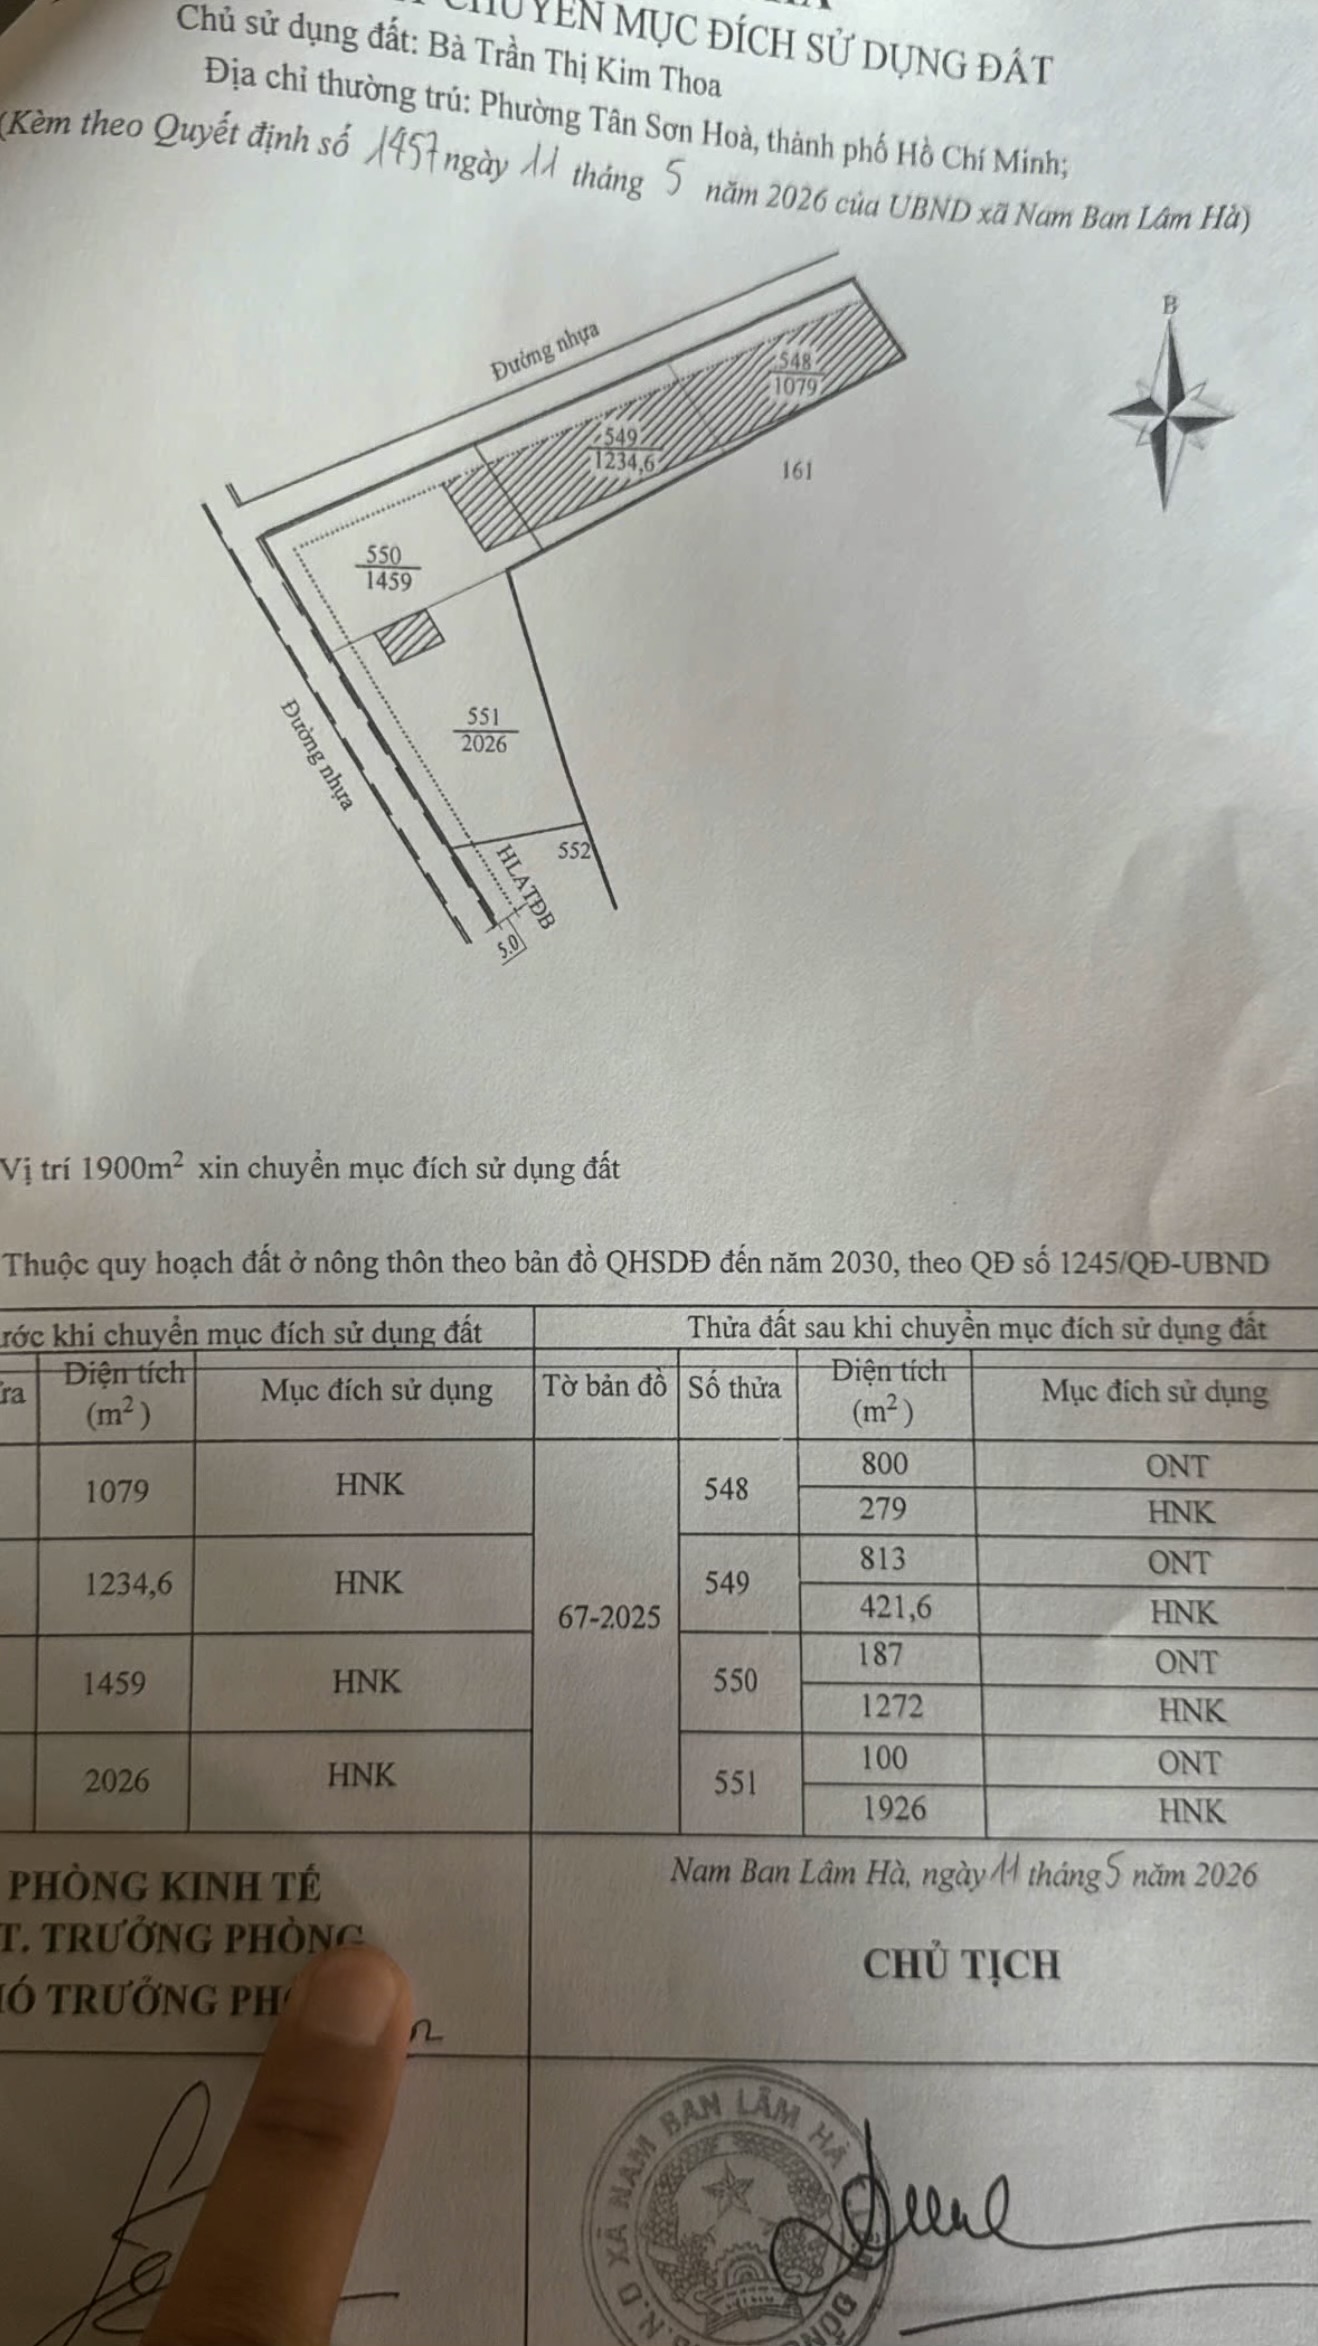 CHUYỂN MỤC ĐÍCH SỬ DỤNG ĐẤT
Chủ sử dụng đất: Bà Trần Thị Kim Thoa
Địa chỉ thường trú: Phường Tân Sơn Hoà, thành phố Hồ Chí Minh;
(Kèm theo Quyết định số 1457 ngày 11 tháng 5 năm 2026 của UBND xã Nam Ban Lâm Hà)
B
Đường nhựa
548
1079
549
1234,6
161
550
1459
551
2026
Đường nhựa
552
HLATĐB
5.0
Vị trí 1900m² xin chuyển mục đích sử dụng đất
Thuộc quy hoạch đất ở nông thôn theo bản đồ QHSDĐ đến năm 2030, theo QĐ số 1245/QĐ-UBND
khi chuyển mục đích sử dụng đất Thửa đất sau khi chuyển mục đích sử dụng đất
Diện tích (m²) Mục đích sử dụng Tờ bản đồ Số thửa Diện tích (m²) Mục đích sử dụng
1079 HNK 67-2025 548 800 ONT
279 HNK
1234,6 HNK 549 813 ONT
421,6 HNK
1459 HNK 550 187 ONT
1272 HNK
2026 HNK 551 100 ONT
1926 HNK
PHÒNG KINH TẾ
T. TRƯỞNG PHÒNG
TRƯỞNG
Nam Ban Lâm Hà, ngày 11 tháng 5 năm 2026
CHỦ TỊCH
XÃ NAM BAN LÂM HÀ